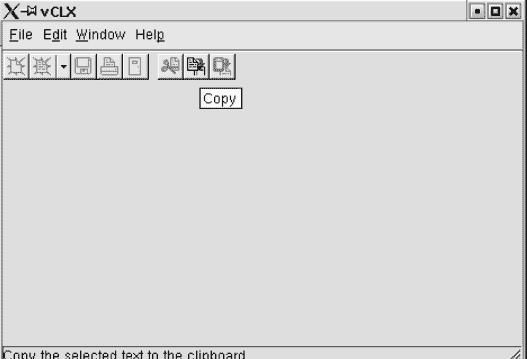 vCLX
File Edit Window Help
Copy
Copy the selected text to the clipboard